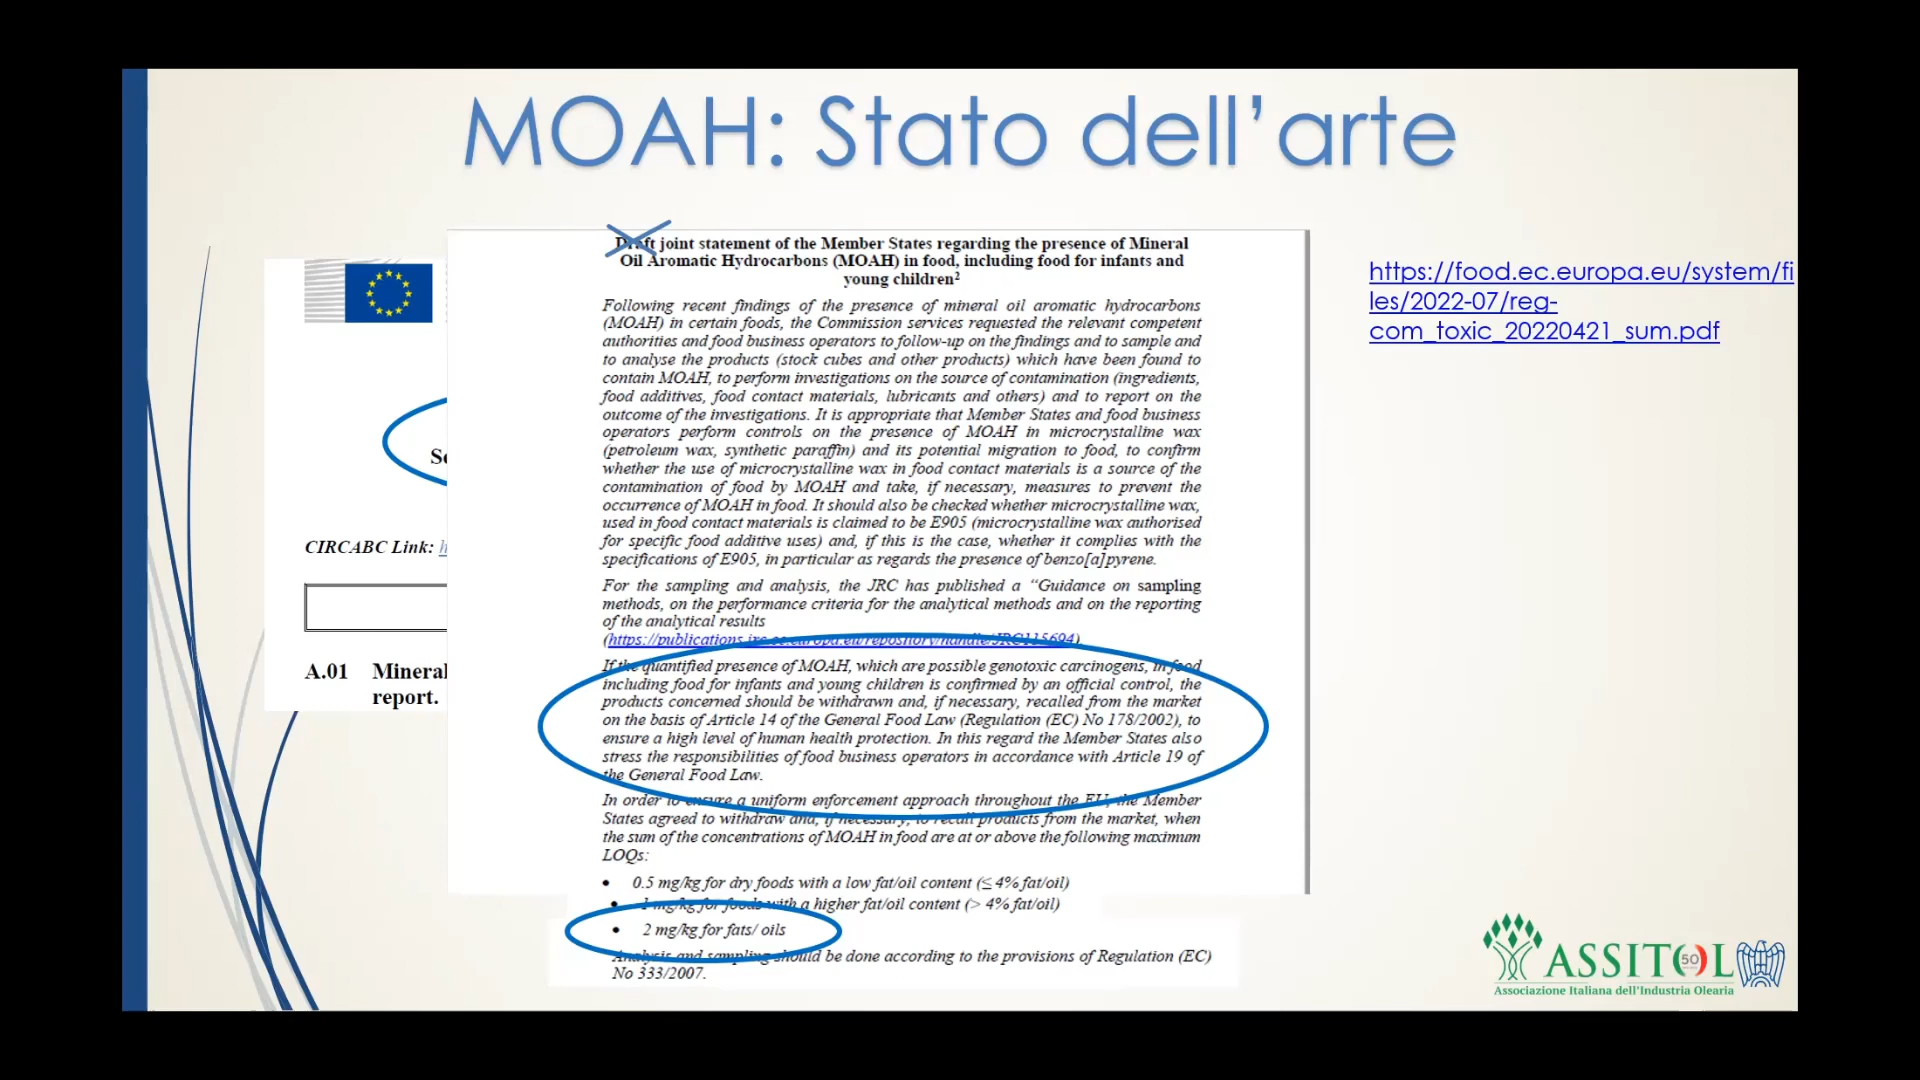 MOAH: Stato dell’arte
Draft joint statement of the Member States regarding the presence of Mineral
Oil Aromatic Hydrocarbons (MOAH) in food, including food for infants and
young children²
Following recent findings of the presence of mineral oil aromatic hydrocarbons
(MOAH) in certain foods, the Commission services requested the relevant competent
authorities and food business operators to follow-up on the findings and to sample and
to analyse the products (stock cubes and other products) which have been found to
contain MOAH, to perform investigations on the source of contamination (ingredients,
food additives, food contact materials, lubricants and others) and to report on the
outcome of the investigations. It is appropriate that Member States and food business
operators perform controls on the presence of MOAH in microcrystalline wax
(petroleum wax, synthetic paraffin) and its potential migration to food, to confirm
whether the use of microcrystalline wax in food contact materials is a source of the
contamination of food by MOAH and take, if necessary, measures to prevent the
occurrence of MOAH in food. It should also be checked whether microcrystalline wax,
used in food contact materials is claimed to be E905 (microcrystalline wax authorised
for specific food additive uses) and, if this is the case, whether it complies with the
specifications of E905, in particular as regards the presence of benzo[a]pyrene.
For the sampling and analysis, the JRC has published a “Guidance on sampling
methods, on the performance criteria for the analytical methods and on the reporting
of the analytical results
(https://publications.jrc.ec.europa.eu/repository/handle/JRC115694)
If the quantified presence of MOAH, which are possible genotoxic carcinogens, in food
including food for infants and young children is confirmed by an official control, the
products concerned should be withdrawn and, if necessary, recalled from the market
on the basis of Article 14 of the General Food Law (Regulation (EC) No 178/2002), to
ensure a high level of human health protection. In this regard the Member States also
stress the responsibilities of food business operators in accordance with Article 19 of
the General Food Law.
In order to ensure a uniform enforcement approach throughout the EU, the Member
States agreed to withdraw and, if necessary, to recall products from the market, when
the sum of the concentrations of MOAH in food are at or above the following maximum
LOQs:
• 0.5 mg/kg for dry foods with a low fat/oil content (≤ 4% fat/oil)
• 1 mg/kg for foods with a higher fat/oil content (> 4% fat/oil)
• 2 mg/kg for fats/ oils
Analysis and sampling should be done according to the provisions of Regulation (EC)
No 333/2007.
CIRCABC Link:
A.01 Mineral
report.
https://food.ec.europa.eu/system/fi
les/2022-07/reg-
com_toxic_20220421_sum.pdf
ASSITOL
50
Associazione Italiana dell'Industria Olearia